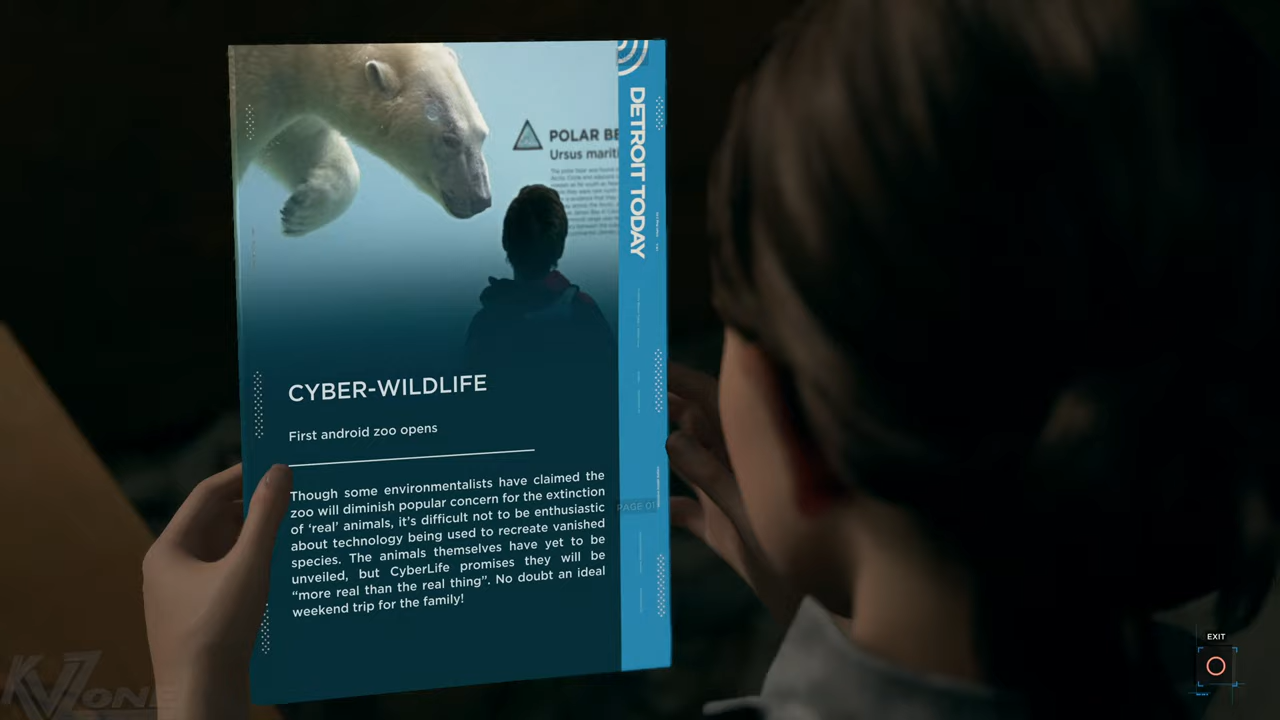 DETROIT TODAY
POLAR BE
Ursus marit
CYBER-WILDLIFE
First android zoo opens
Though some environmentalists have claimed the
zoo will diminish popular concern for the extinction
of ‘real’ animals, it’s difficult not to be enthusiastic
about technology being used to recreate vanished
species. The animals themselves have yet to be
unveiled, but CyberLife promises they will be
“more real than the real thing”. No doubt an ideal
weekend trip for the family!
PAGE 01
EXIT
KVZONE